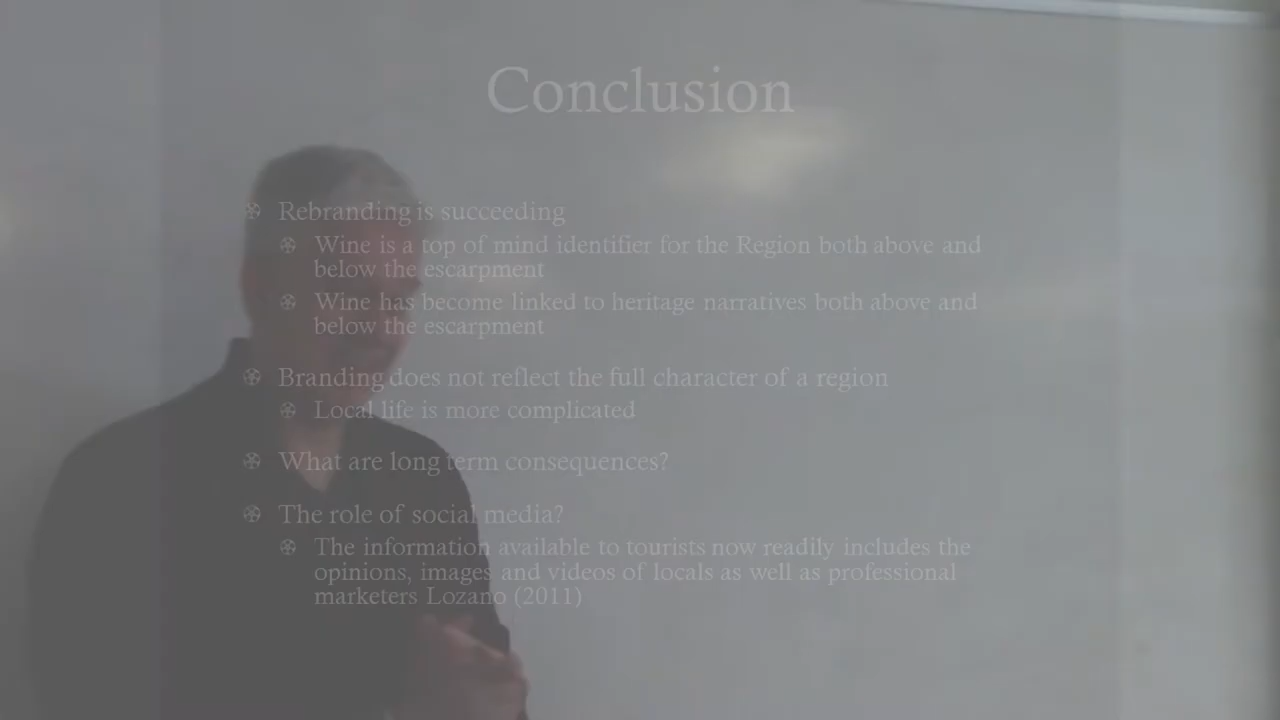 Conclusion
Rebranding is succeeding
Wine is a top of mind identifier for the Region both above and
below the escarpment
Wine has become linked to heritage narratives both above and
below the escarpment
Branding does not reflect the full character of a region
Local life is more complicated
What are long term consequences?
The role of social media?
The information available to tourists now readily includes the
opinions, images and videos of locals as well as professional
marketers Lozano (2011)